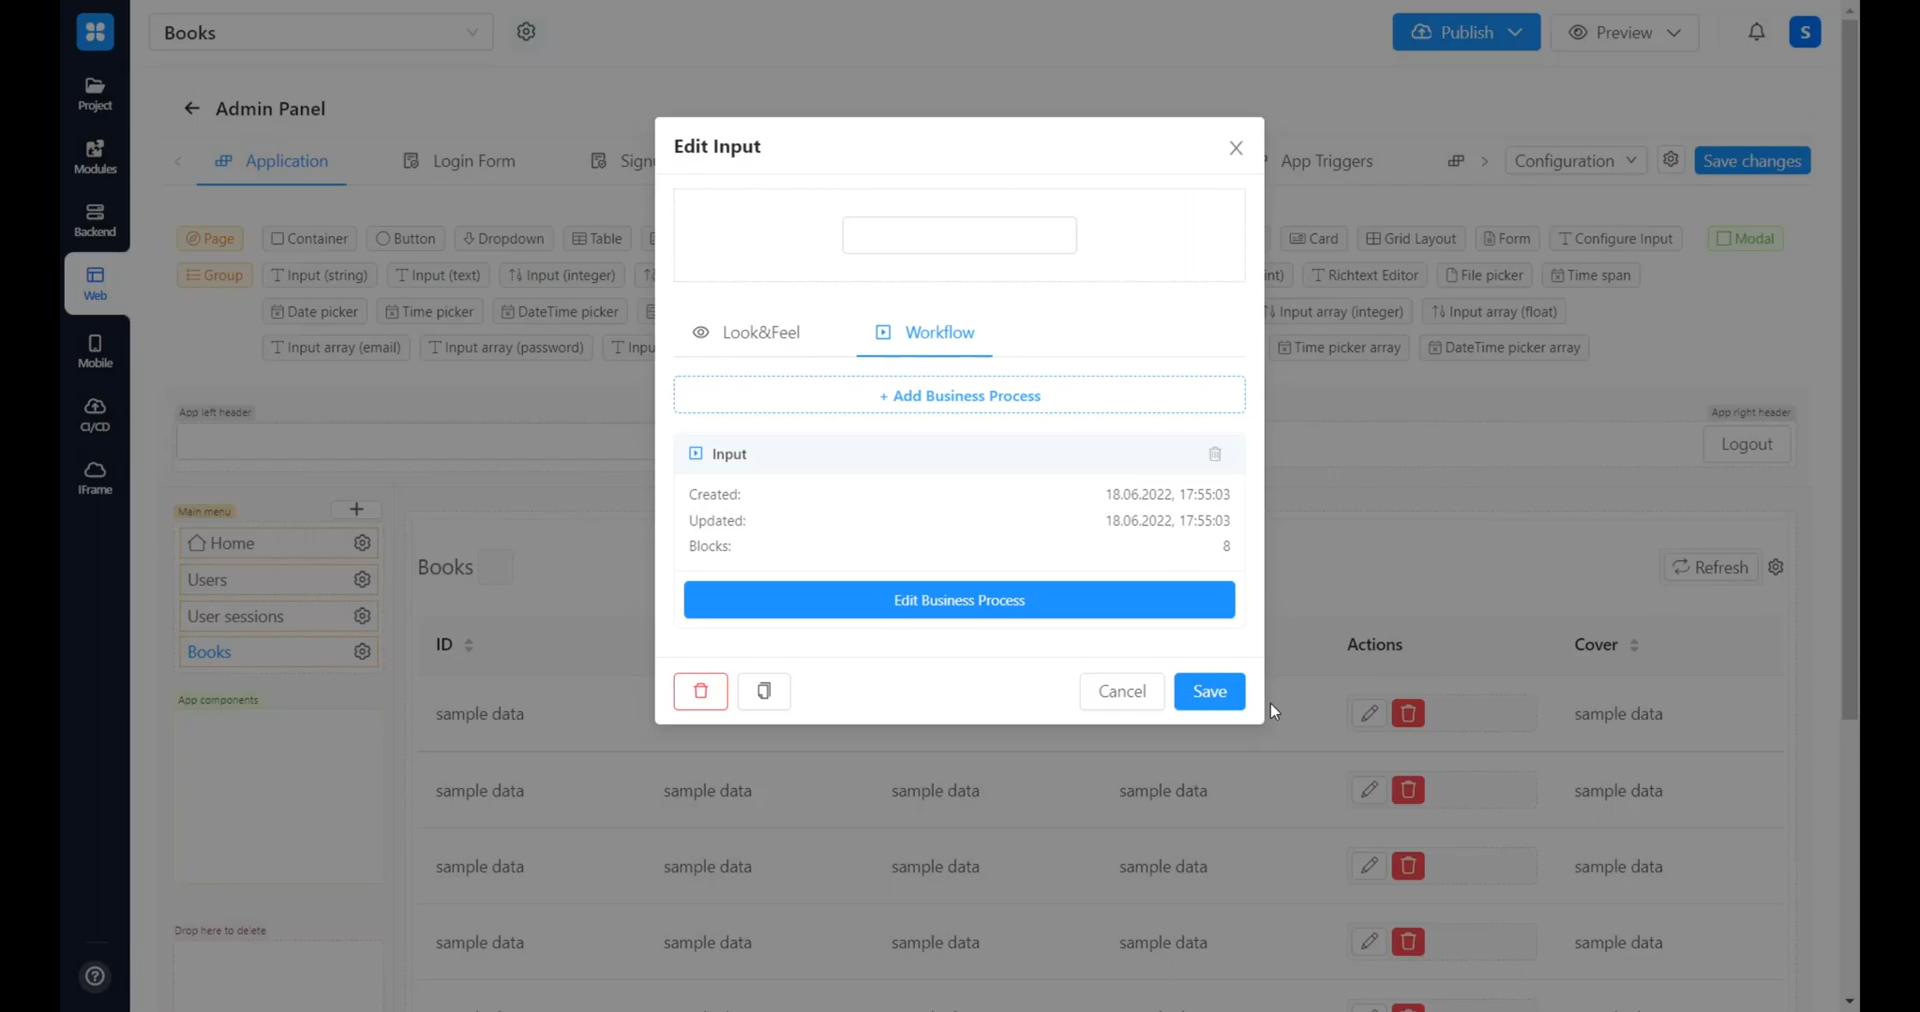 Books
Publish
Preview
S
Project
Modules
Backend
Web
Mobile
CI/CD
IFrame
Admin Panel
Application
Login Form
App Triggers
Configuration
Save changes
Page
Container
Button
Dropdown
Table
Card
Grid Layout
Form
Configure Input
Modal
Group
Input (string)
Input (text)
Input (integer)
Richtext Editor
File picker
Time span
Date picker
Time picker
DateTime picker
Input array (integer)
Input array (float)
Input array (email)
Input array (password)
Time picker array
DateTime picker array
App left header
App right header
Logout
Main menu
Home
Users
User sessions
Books
App components
Drop here to delete
Books
Refresh
ID
Actions
Cover
sample data
sample data
sample data sample data sample data sample data
sample data
sample data sample data sample data sample data
sample data
sample data sample data sample data sample data
sample data
Edit Input
Look&Feel
Workflow
+ Add Business Process
Input
Created: 18.06.2022, 17:55:03
Updated: 18.06.2022, 17:55:03
Blocks: 8
Edit Business Process
Cancel
Save